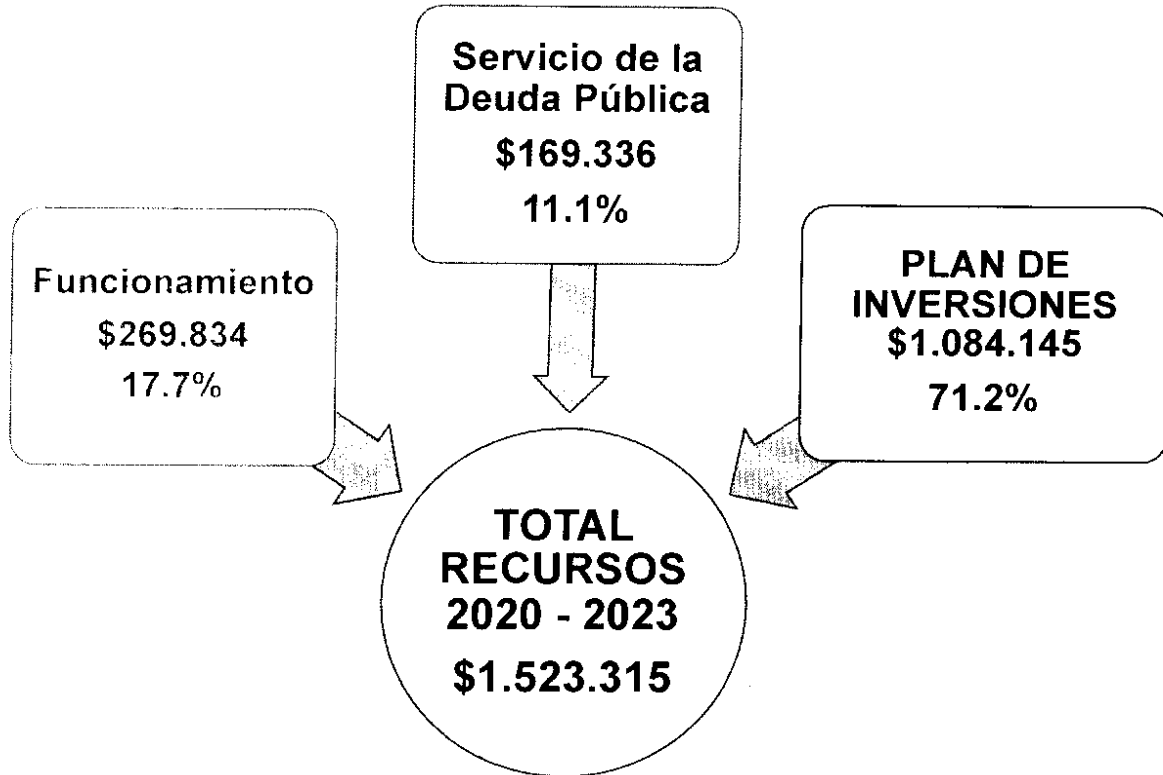 Servicio de la
Deuda Pública
$169.336
11.1%
Funcionamiento
$269.834
17.7%
PLAN DE
INVERSIONES
$1.084.145
71.2%
TOTAL
RECURSOS
2020 - 2023
$1.523.315